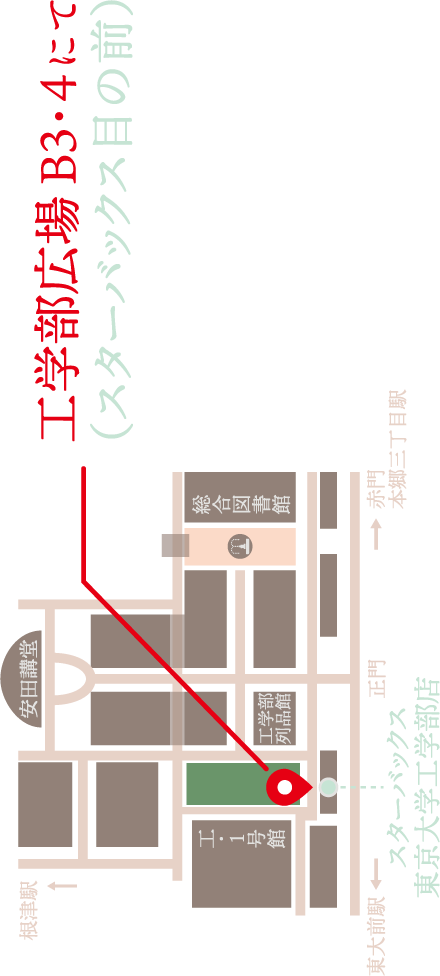 工学部広場 B3・4 にて
(スターバックス目の前)
安田講堂
総合図書館
赤門
本郷三丁目駅
工学部
列品館
正門
工・1号館
スターバックス
東京大学工学部店
根津駅
東大前駅